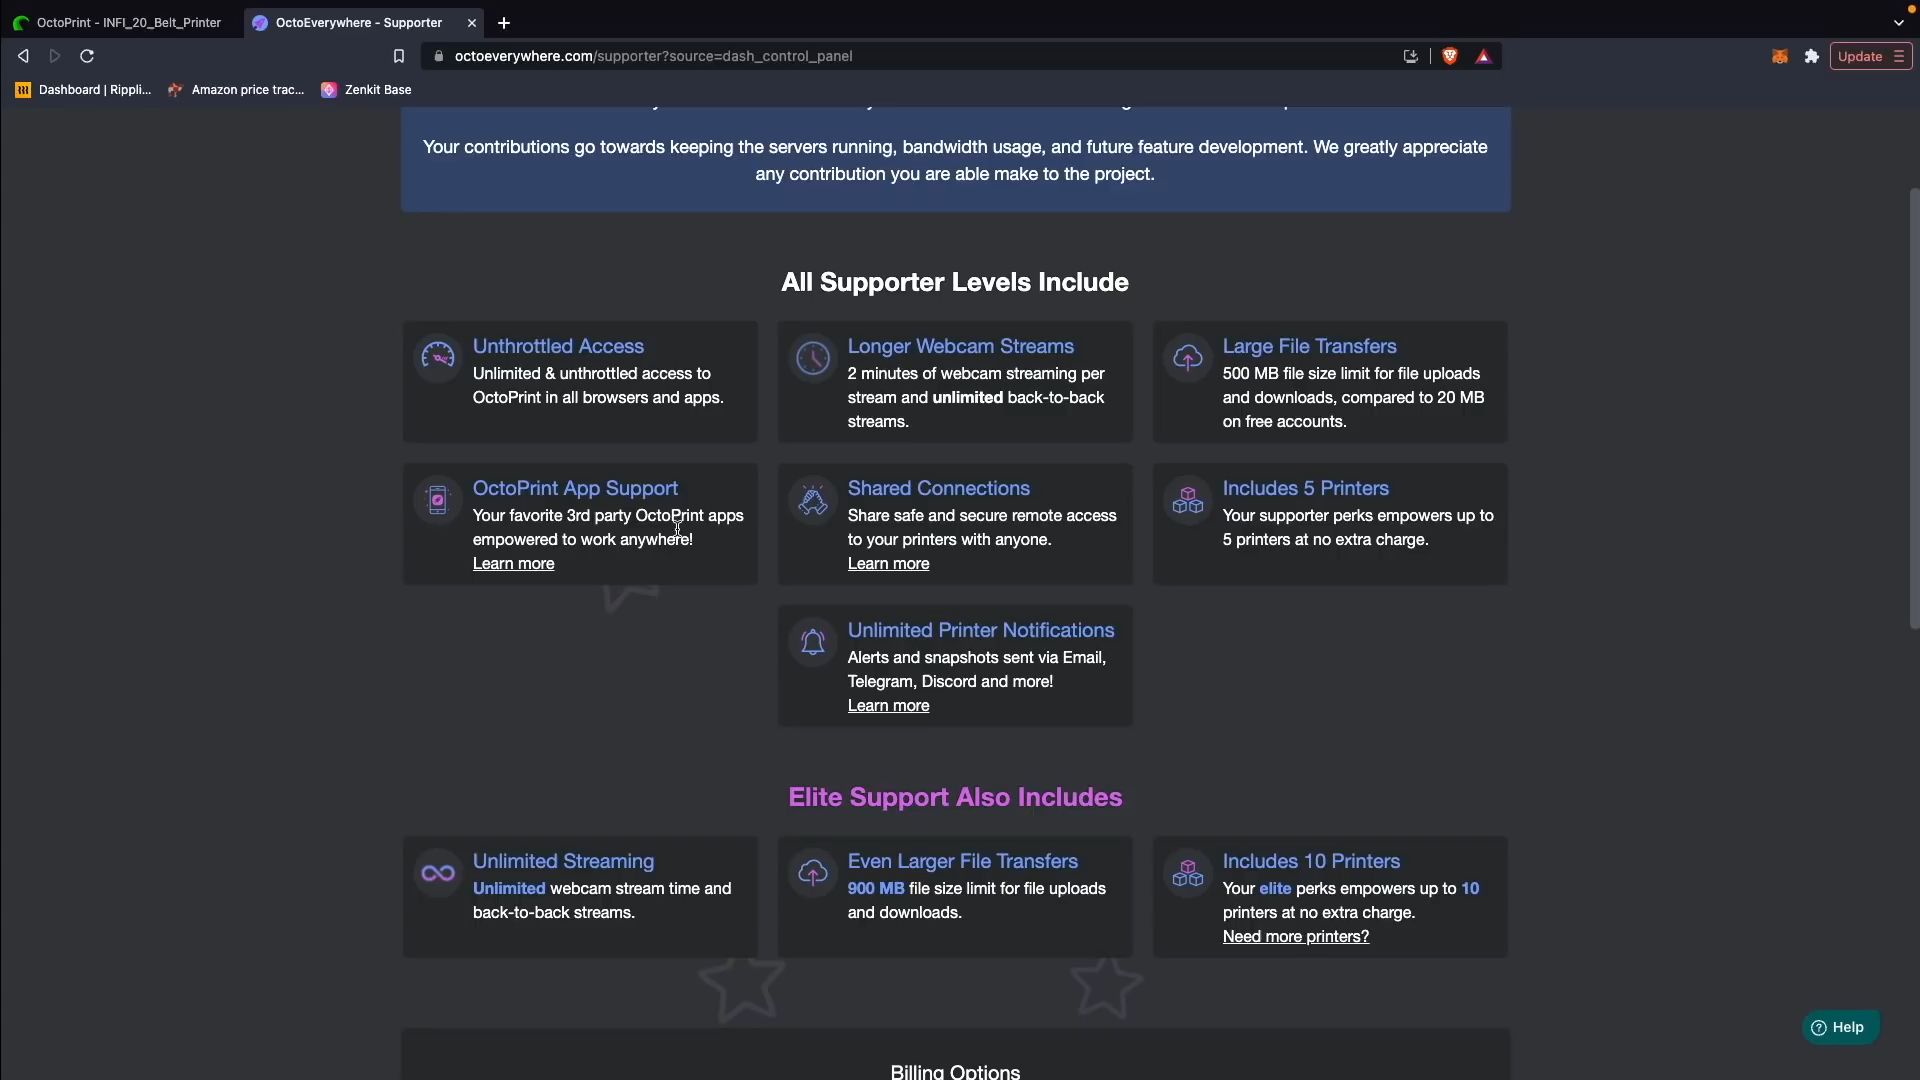 OctoPrint - INFI_20_Belt_Printer
OctoEverywhere - Supporter
octoeverywhere.com/supporter?source=dash_control_panel
Update
Dashboard | Rippli...
Amazon price trac...
Zenkit Base
Your contributions go towards keeping the servers running, bandwidth usage, and future feature development. We greatly appreciate
any contribution you are able make to the project.
All Supporter Levels Include
Unthrottled Access
Unlimited & unthrottled access to
OctoPrint in all browsers and apps.
Longer Webcam Streams
2 minutes of webcam streaming per
stream and unlimited back-to-back
streams.
Large File Transfers
500 MB file size limit for file uploads
and downloads, compared to 20 MB
on free accounts.
OctoPrint App Support
Your favorite 3rd party OctoPrint apps
empowered to work anywhere!
Learn more
Shared Connections
Share safe and secure remote access
to your printers with anyone.
Learn more
Includes 5 Printers
Your supporter perks empowers up to
5 printers at no extra charge.
Unlimited Printer Notifications
Alerts and snapshots sent via Email,
Telegram, Discord and more!
Learn more
Elite Support Also Includes
Unlimited Streaming
Unlimited webcam stream time and
back-to-back streams.
Even Larger File Transfers
900 MB file size limit for file uploads
and downloads.
Includes 10 Printers
Your elite perks empowers up to 10
printers at no extra charge.
Need more printers?
Help
Billing Options